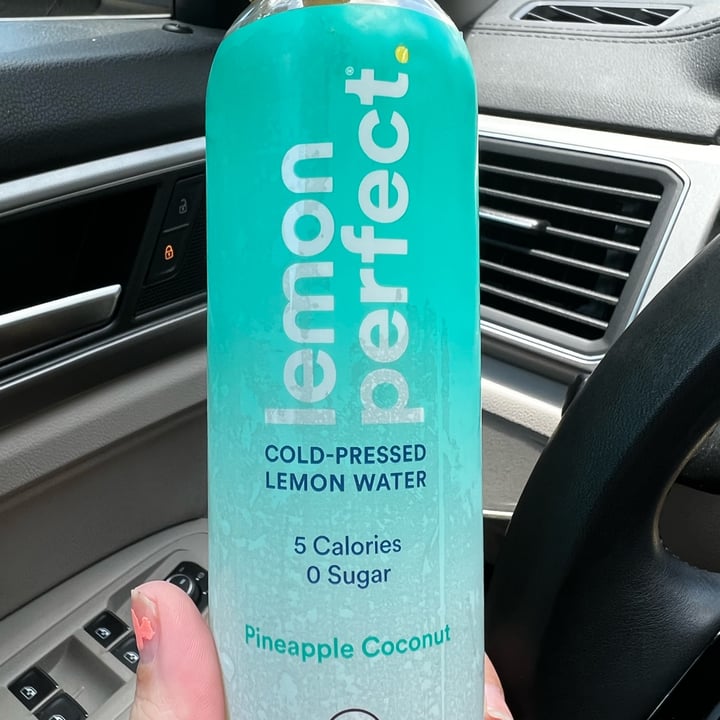 lemon
perfect.®
COLD-PRESSED
LEMON WATER
5 Calories
0 Sugar
Pineapple Coconut